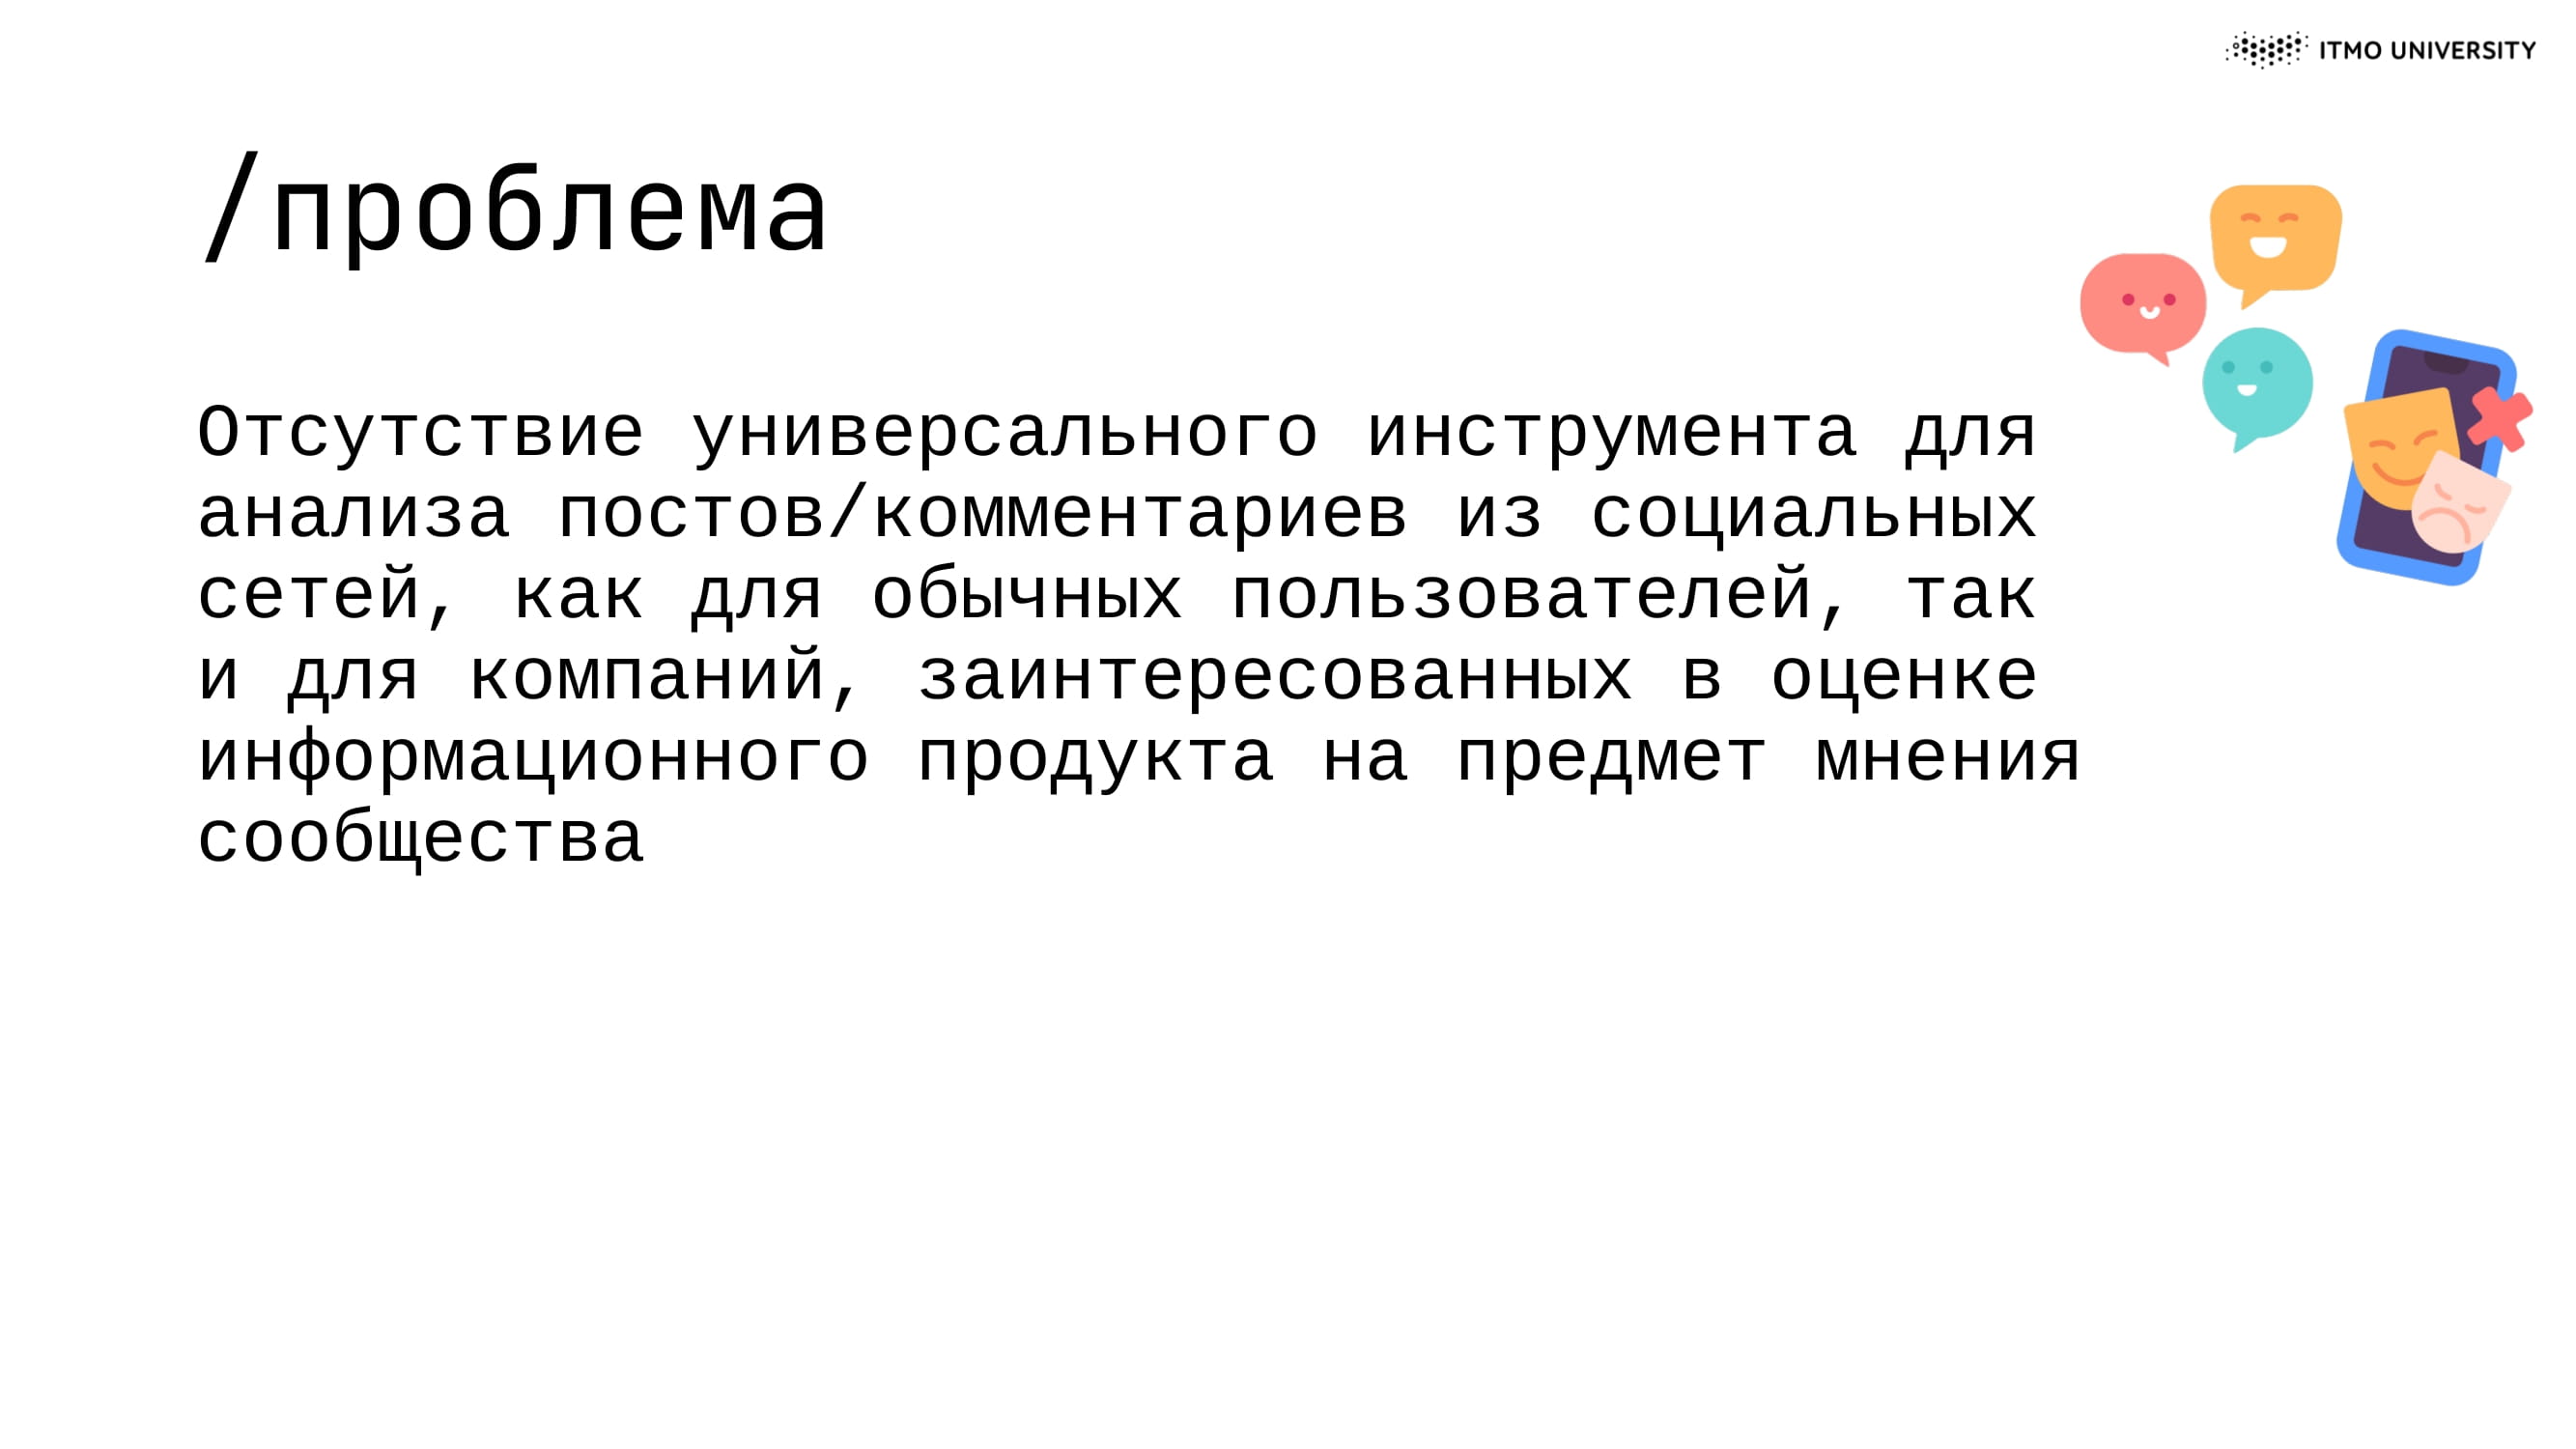 ITMO UNIVERSITY
/проблема
Отсутствие универсального инструмента для
анализа постов/комментариев из социальных
сетей, как для обычных пользователей, так
и для компаний, заинтересованных в оценке
информационного продукта на предмет мнения
сообщества